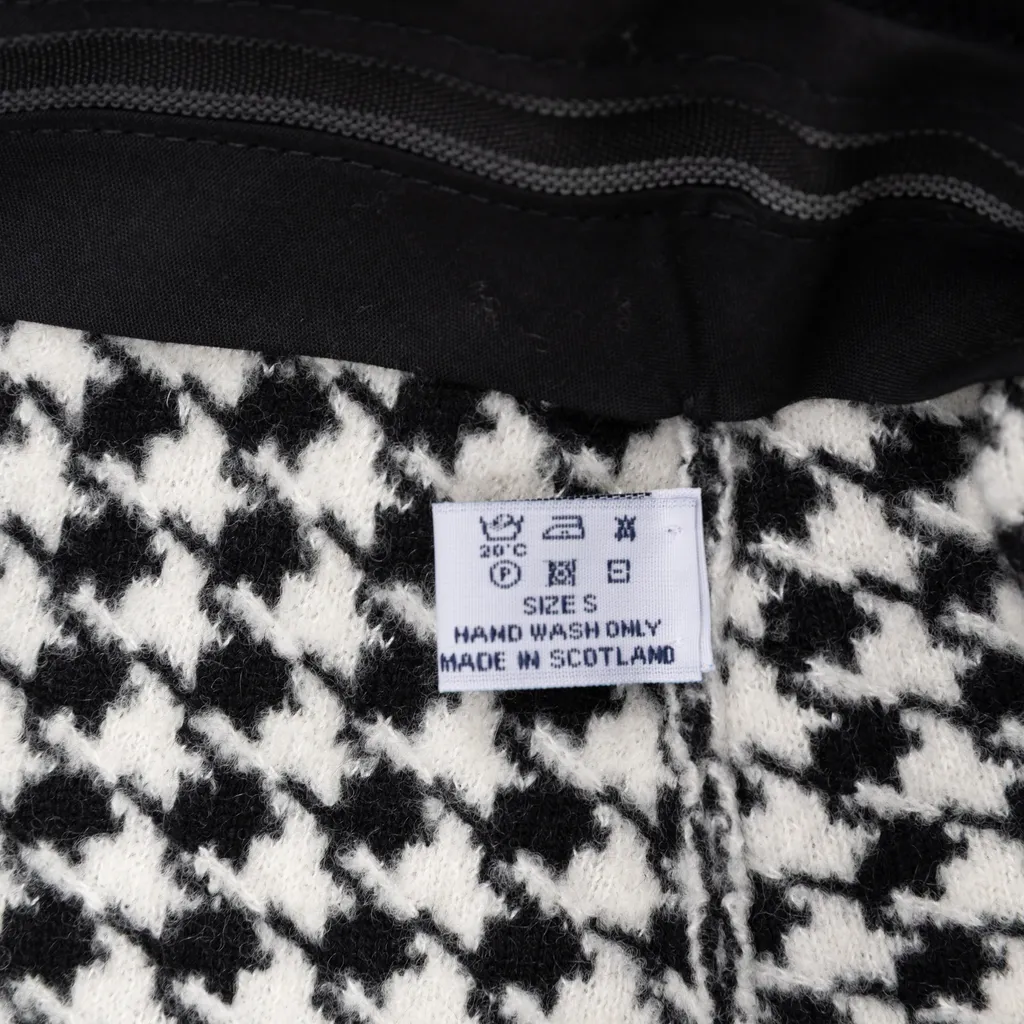 20°C
P
SIZE S
HAND WASH ONLY
MADE IN SCOTLAND